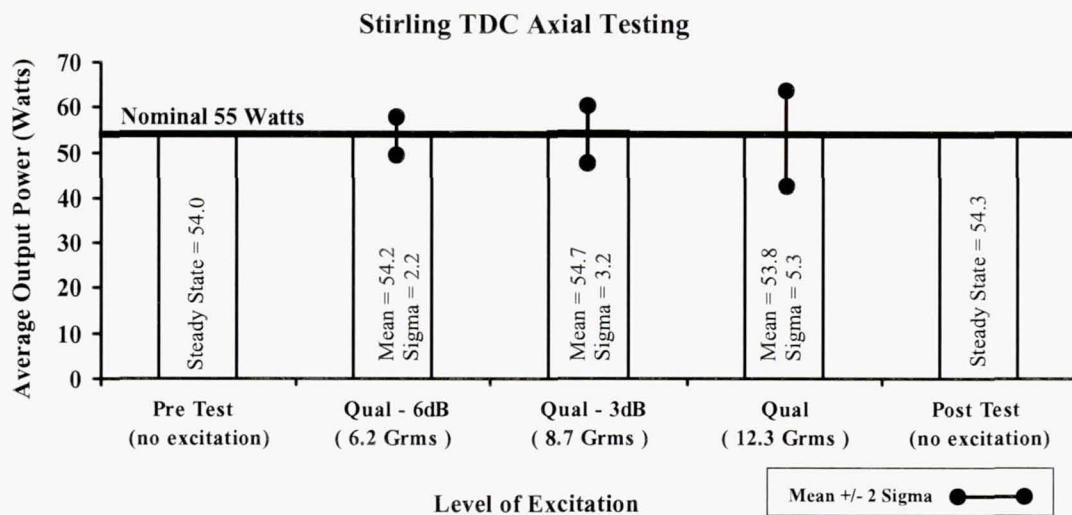 Stirling TDC Axial Testing
Average Output Power (Watts)
70
60
50
40
30
20
10
0
Nominal 55 Watts
Steady State = 54.0
Mean = 54.2
Sigma = 2.2
Mean = 54.7
Sigma = 3.2
Mean = 53.8
Sigma = 5.3
Steady State = 54.3
Pre Test
(no excitation)
Qual - 6dB
( 6.2 Grms )
Qual - 3dB
( 8.7 Grms )
Qual
( 12.3 Grms )
Post Test
(no excitation)
Level of Excitation
Mean +/- 2 Sigma